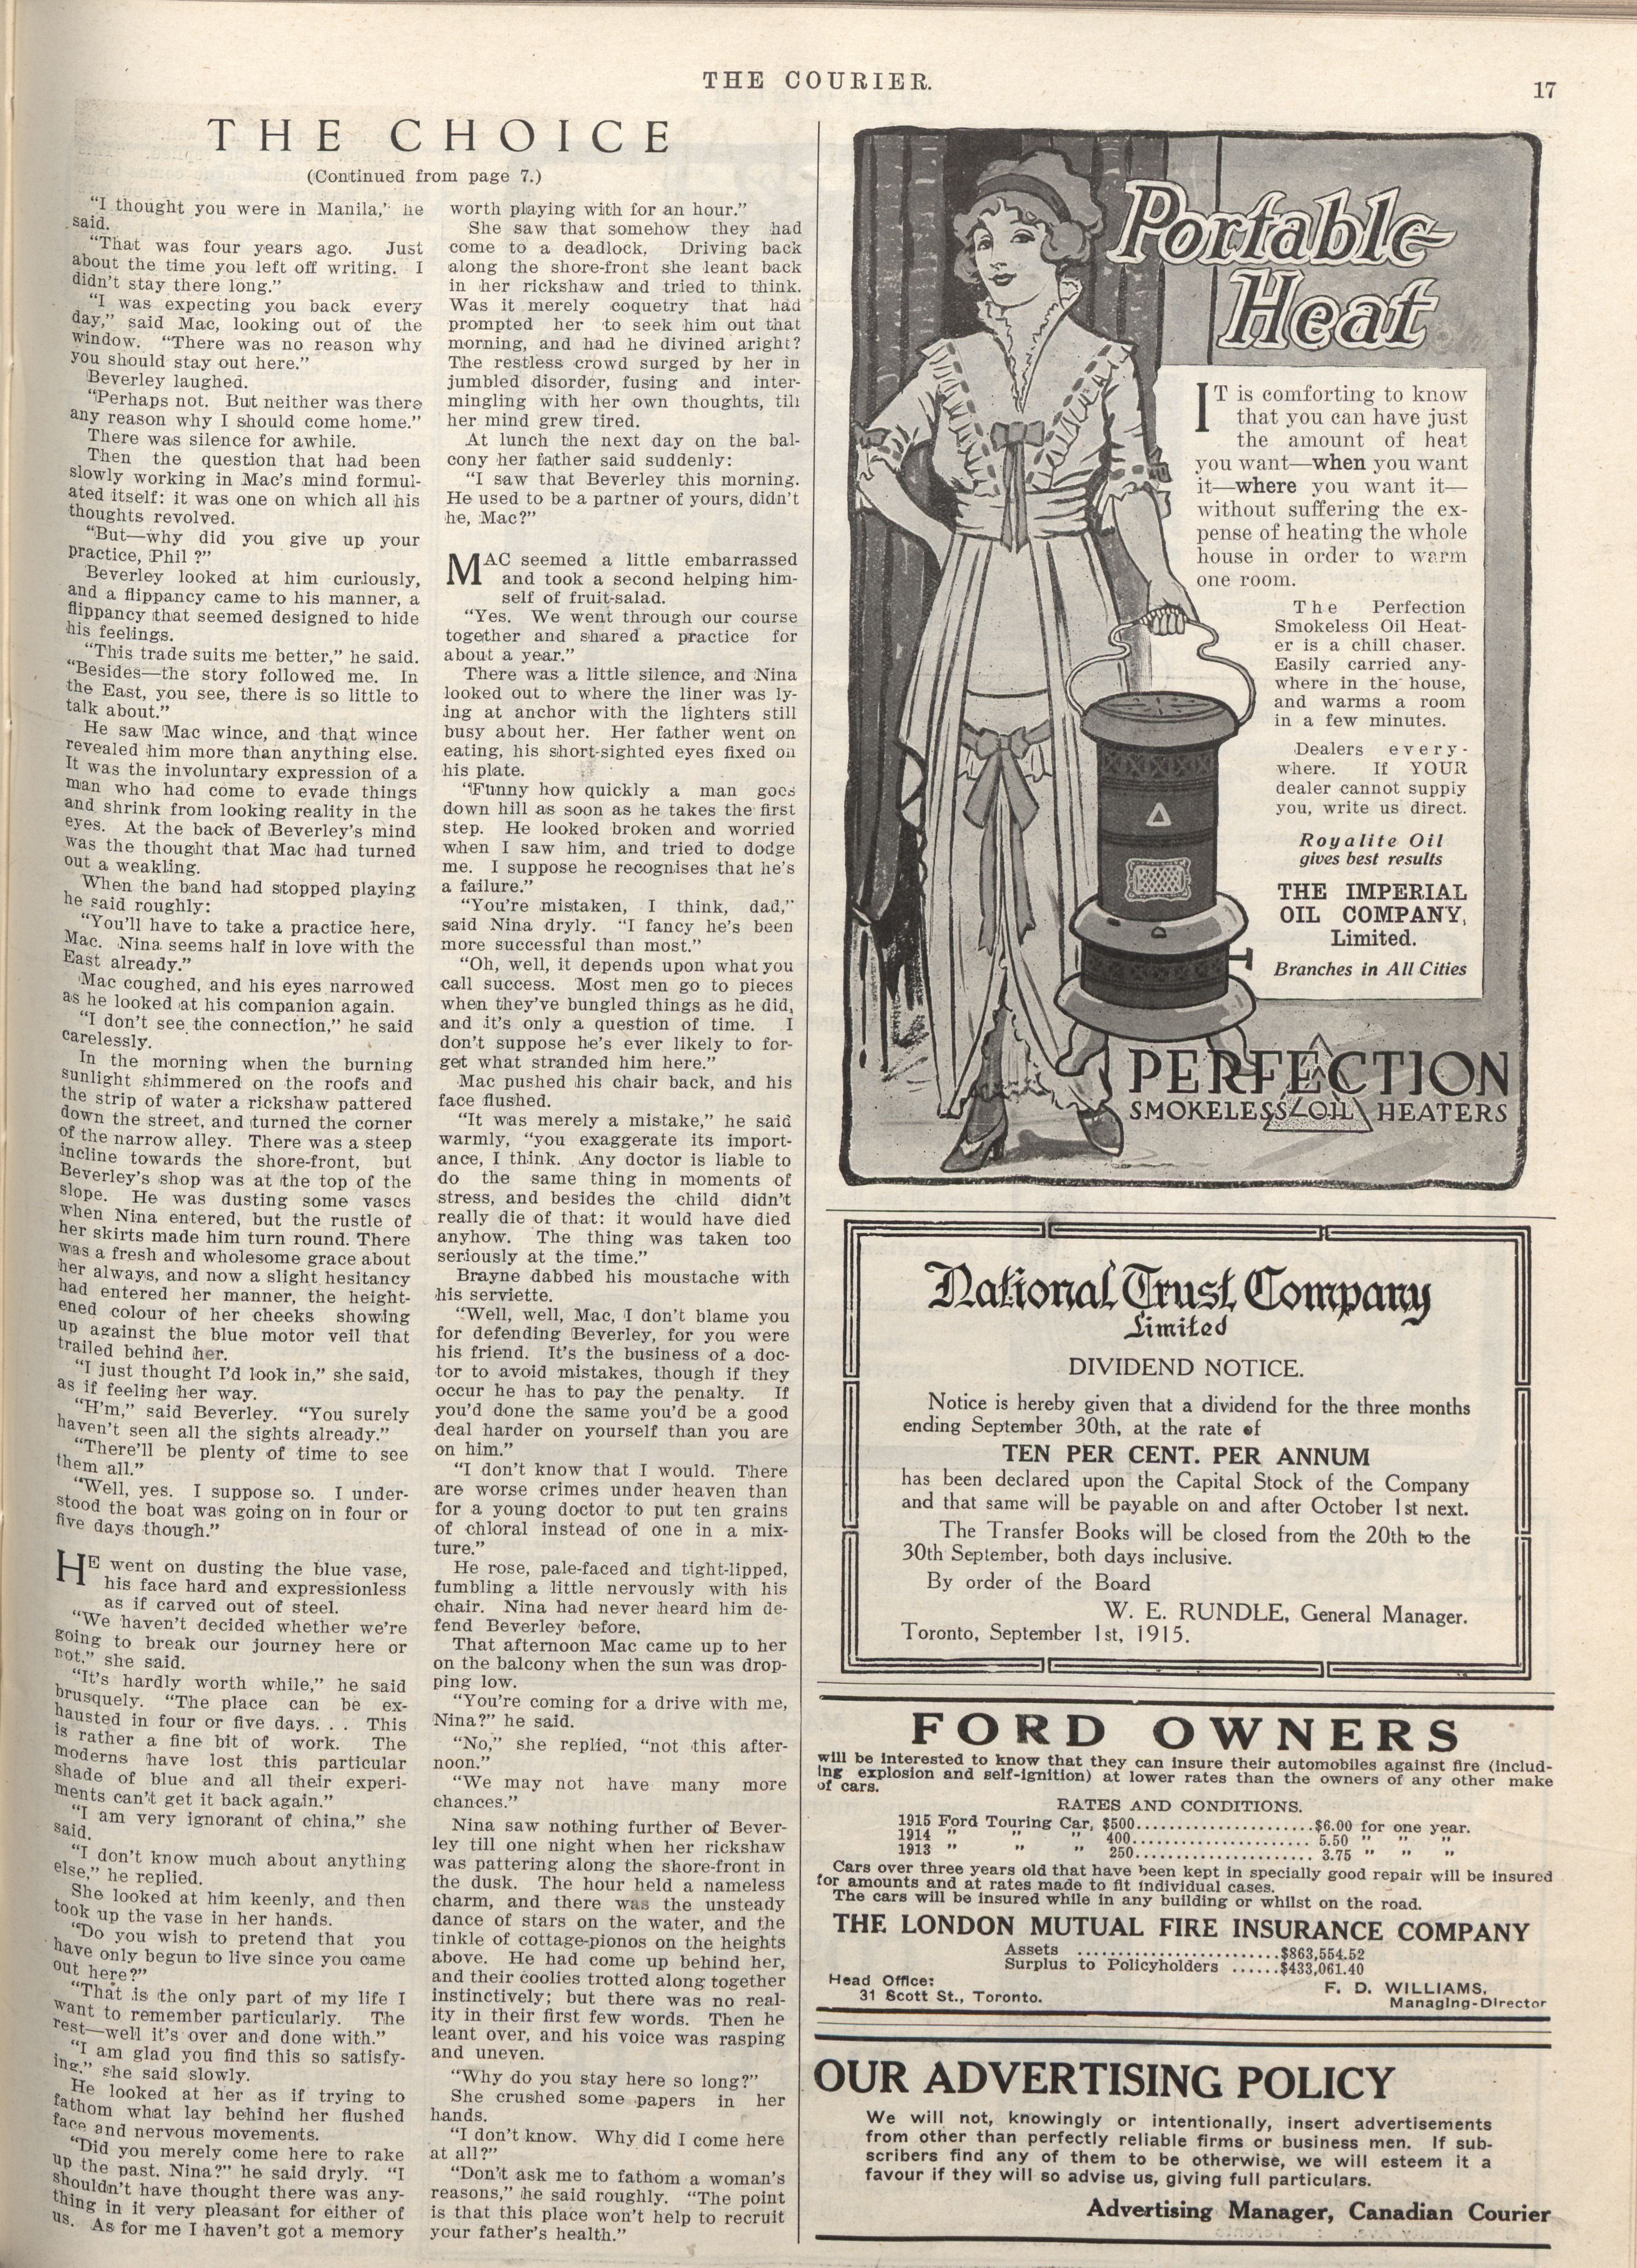 THE COURIER.
17
THE CHOICE
(Continued from page 7.)
"I thought you were in Manila," he
said.
"That was four years ago. Just
about the time you left off writing. I
didn't stay there long."
"I was expecting you back every
day," said Mac, looking out of the
window. "There was no reason why
you should stay out here."
Beverley laughed.
"Perhaps not. But neither was there
any reason why I should come home."
There was silence for awhile.
Then the question that had been
slowly working in Mac's mind formul-
ated itself: it was one on which all his
thoughts revolved.
"But—why did you give up your
practice, Phil?"
Beverley looked at him curiously,
and a flippancy came to his manner, a
flippancy that seemed designed to hide
his feelings.
"This trade suits me better," he said.
"Besides—the story followed me. In
the East, you see, there is so little to
talk about."
He saw Mac wince, and that wince
revealed him more than anything else.
It was the involuntary expression of a
man who had come to evade things
and shrink from looking reality in the
eyes. At the back of Beverley's mind
was the thought that Mac had turned
out a weakling.
When the band had stopped playing
he said roughly:
"You'll have to take a practice here,
Mac. Nina seems half in love with the
East already."
Mac coughed, and his eyes narrowed
as he looked at his companion again.
"I don't see the connection," he said
carelessly.
In the morning when the burning
sunlight shimmered on the roofs and
the strip of water a rickshaw pattered
down the street, and turned the corner
of the narrow alley. There was a steep
incline towards the shore-front, but
Beverley's shop was at the top of the
slope. He was dusting some vases
when Nina entered, but the rustle of
her skirts made him turn round. There
was a fresh and wholesome grace about
her always, and now a slight hesitancy
had entered her manner, the height-
ened colour of her cheeks showing
up against the blue motor veil that
trailed behind her.
"I just thought I'd look in," she said,
as if feeling her way.
"H'm," said Beverley. "You surely
haven't seen all the sights already."
"There'll be plenty of time to see
them all."
"Well, yes. I suppose so. I under-
stood the boat was going on in four or
five days though."
HE went on dusting the blue vase,
his face hard and expressionless
as if carved out of steel.
"We haven't decided whether we're
going to break our journey here or
not," she said.
"It's hardly worth while," he said
brusquely. "The place can be ex-
hausted in four or five days. . . This
is rather a fine bit of work. The
moderns have lost this particular
shade of blue and all their experi-
ments can't get it back again."
"I am very ignorant of china," she
said.
"I don't know much about anything
else," he replied.
She looked at him keenly, and then
took up the vase in her hands.
"Do you wish to pretend that you
have only begun to live since you came
out here?"
"That is the only part of my life I
want to remember particularly. The
rest—well it's over and done with."
"I am glad you find this so satisfy-
ing," she said slowly.
He looked at her as if trying to
fathom what lay behind her flushed
face and nervous movements.
"Did you merely come here to rake
up the past, Nina?" he said dryly. "I
shouldn't have thought there was any-
thing in it very pleasant for either of
us. As for me I haven't got a memory
worth playing with for an hour."
She saw that somehow they had
come to a deadlock. Driving back
along the shore-front she leant back
in her rickshaw and tried to think.
Was it merely coquetry that had
prompted her to seek him out that
morning, and had he divined aright?
The restless crowd surged by her in
jumbled disorder, fusing and inter-
mingling with her own thoughts, till
her mind grew tired.
At lunch the next day on the bal-
cony her father said suddenly:
"I saw that Beverley this morning.
He used to be a partner of yours, didn't
he, Mac?"
MAC seemed a little embarrassed
and took a second helping him-
self of fruit-salad.
"Yes. We went through our course
together and shared a practice for
about a year."
There was a little silence, and Nina
looked out to where the liner was ly-
ing at anchor with the lighters still
busy about her. Her father went on
eating, his short-sighted eyes fixed on
his plate.
"Funny how quickly a man goes
down hill as soon as he takes the first
step. He looked broken and worried
when I saw him, and tried to dodge
me. I suppose he recognises that he's
a failure."
"You're mistaken, I think, dad,"
said Nina dryly. "I fancy he's been
more successful than most."
"Oh, well, it depends upon what you
call success. Most men go to pieces
when they've bungled things as he did,
and it's only a question of time. I
don't suppose he's ever likely to for-
get what stranded him here."
Mac pushed his chair back, and his
face flushed.
"It was merely a mistake," he said
warmly, "you exaggerate its import-
ance, I think. Any doctor is liable to
do the same thing in moments of
stress, and besides the child didn't
really die of that: it would have died
anyhow. The thing was taken too
seriously at the time."
Brayne dabbed his moustache with
his serviette.
"Well, well, Mac, I don't blame you
for defending Beverley, for you were
his friend. It's the business of a doc-
tor to avoid mistakes, though if they
occur he has to pay the penalty. If
you'd done the same you'd be a good
deal harder on yourself than you are
on him."
"I don't know that I would. There
are worse crimes under heaven than
for a young doctor to put ten grains
of chloral instead of one in a mix-
ture."
He rose, pale-faced and tight-lipped,
fumbling a little nervously with his
chair. Nina had never heard him de-
fend Beverley before.
That afternoon Mac came up to her
on the balcony when the sun was drop-
ping low.
"You're coming for a drive with me,
Nina?" he said.
"No," she replied, "not this after-
noon."
"We may not have many more
chances."
Nina saw nothing further of Bever-
ley till one night when her rickshaw
was pattering along the shore-front in
the dusk. The hour held a nameless
charm, and there was the unsteady
dance of stars on the water, and the
tinkle of cottage-pionos on the heights
above. He had come up behind her,
and their coolies trotted along together
instinctively; but there was no real-
ity in their first few words. Then he
leant over, and his voice was rasping
and uneven.
"Why do you stay here so long?"
She crushed some papers in her
hands.
"I don't know. Why did I come here
at all?"
"Don't ask me to fathom a woman's
reasons," he said roughly. "The point
is that this place won't help to recruit
your father's health."
Portable
Heat
IT is comforting to know
that you can have just
the amount of heat
you want—when you want
it—where you want it—
without suffering the ex-
pense of heating the whole
house in order to warm
one room.
The Perfection
Smokeless Oil Heat-
er is a chill chaser.
Easily carried any-
where in the house,
and warms a room
in a few minutes.
Dealers every-
where. If YOUR
dealer cannot supply
you, write us direct.
Royalite Oil
gives best results
THE IMPERIAL
OIL COMPANY,
Limited.
Branches in All Cities
PERFECTION
SMOKELESS OIL HEATERS
National Trust Company
Limited
DIVIDEND NOTICE.
Notice is hereby given that a dividend for the three months
ending September 30th, at the rate of
TEN PER CENT. PER ANNUM
has been declared upon the Capital Stock of the Company
and that same will be payable on and after October 1st next.
The Transfer Books will be closed from the 20th to the
30th September, both days inclusive.
By order of the Board
W. E. RUNDLE, General Manager.
Toronto, September 1st, 1915.
FORD OWNERS
will be interested to know that they can insure their automobiles against fire (includ-
ing explosion and self-ignition) at lower rates than the owners of any other make
of cars.
RATES AND CONDITIONS.
1915 Ford Touring Car, $500......................$6.00 for one year.
1914 " " " 400...................... 5.50 " " "
1913 " " " 250...................... 3.75 " " "
Cars over three years old that have been kept in specially good repair will be insured
for amounts and at rates made to fit individual cases.
The cars will be insured while in any building or whilst on the road.
THE LONDON MUTUAL FIRE INSURANCE COMPANY
Assets ........................$863,554.52
Surplus to Policyholders ......$433,061.40
Head Office:
31 Scott St., Toronto.
F. D. WILLIAMS,
Managing-Director
OUR ADVERTISING POLICY
We will not, knowingly or intentionally, insert advertisements
from other than perfectly reliable firms or business men. If sub-
scribers find any of them to be otherwise, we will esteem it a
favour if they will so advise us, giving full particulars.
Advertising Manager, Canadian Courier